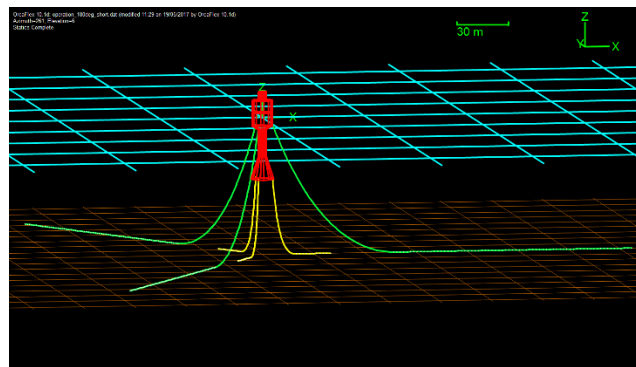 OrcaFlex 10.1d: operation_180deg_short.dat (modified 11:29 on 19/05/2017 by OrcaFlex 10.1d)
Azimuth=261; Elevation=6
Statics Complete
30 m
Z
Y
X
Z
X